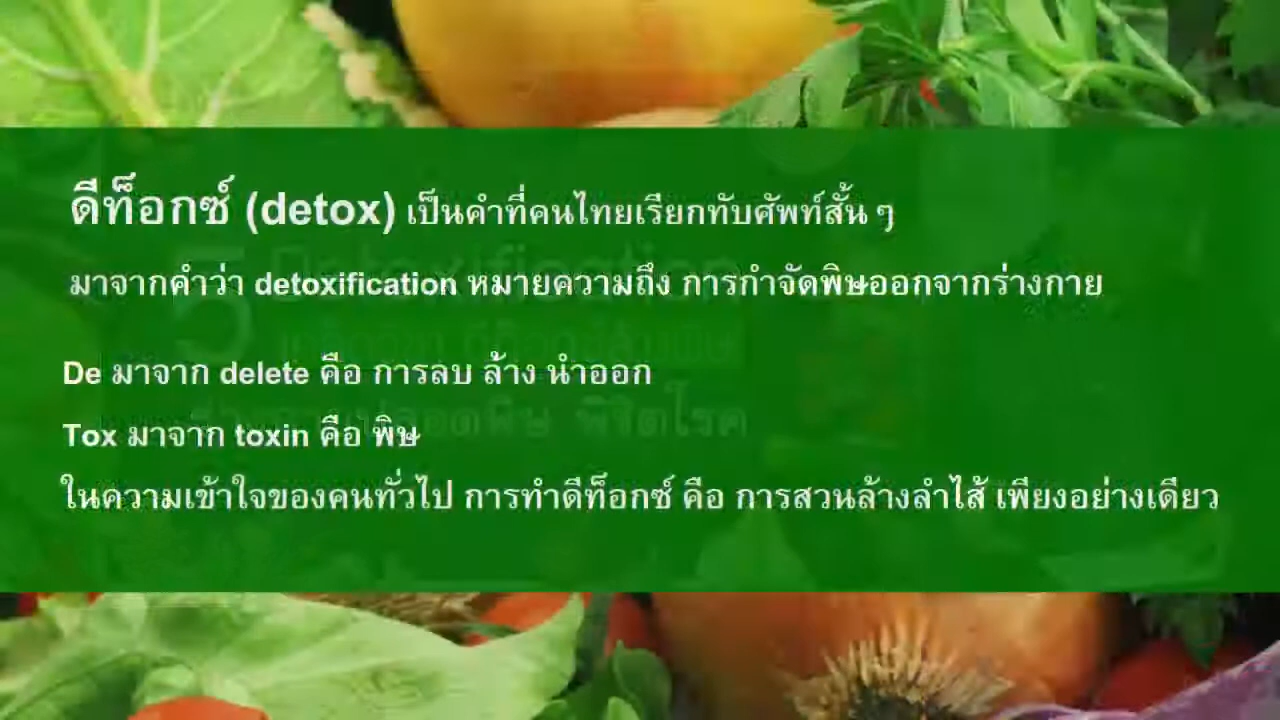 ดีท็อกซ์ (detox) เป็นคำที่คนไทยเรียกทับศัพท์สั้น ๆ
มาจากคำว่า detoxification หมายความถึง การกำจัดพิษออกจากร่างกาย
De มาจาก delete คือ การลบ ล้าง นำออก
Tox มาจาก toxin คือ พิษ
ในความเข้าใจของคนทั่วไป การทำดีท็อกซ์ คือ การสวนล้างลำไส้ เพียงอย่างเดียว